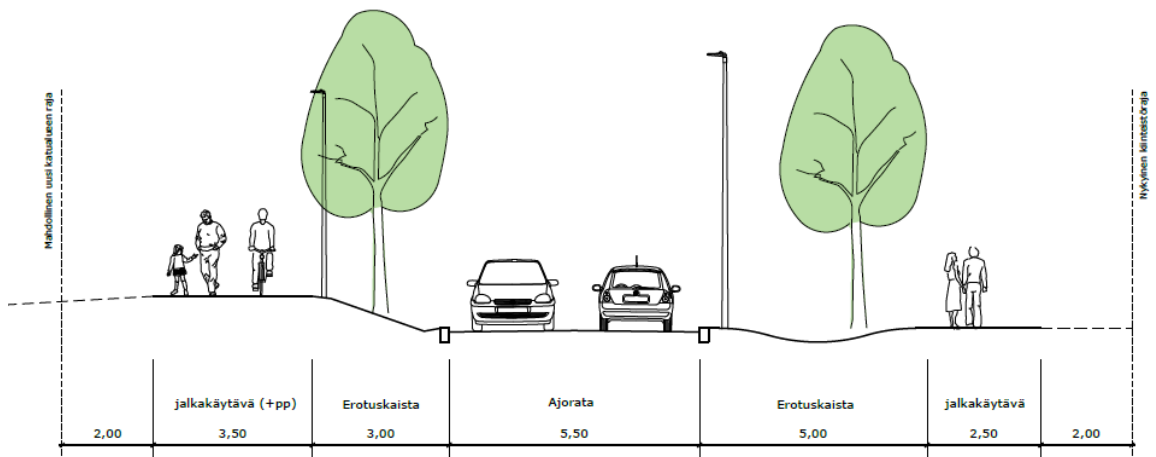 Mahdollinen uusi katualueen raja
Nykyinen kiinteistöraja
jalkakäytävä (+pp)
Erotuskaista
Ajorata
Erotuskaista
jalkakäytävä
2,00
3,50
3,00
5,50
5,00
2,50
2,00